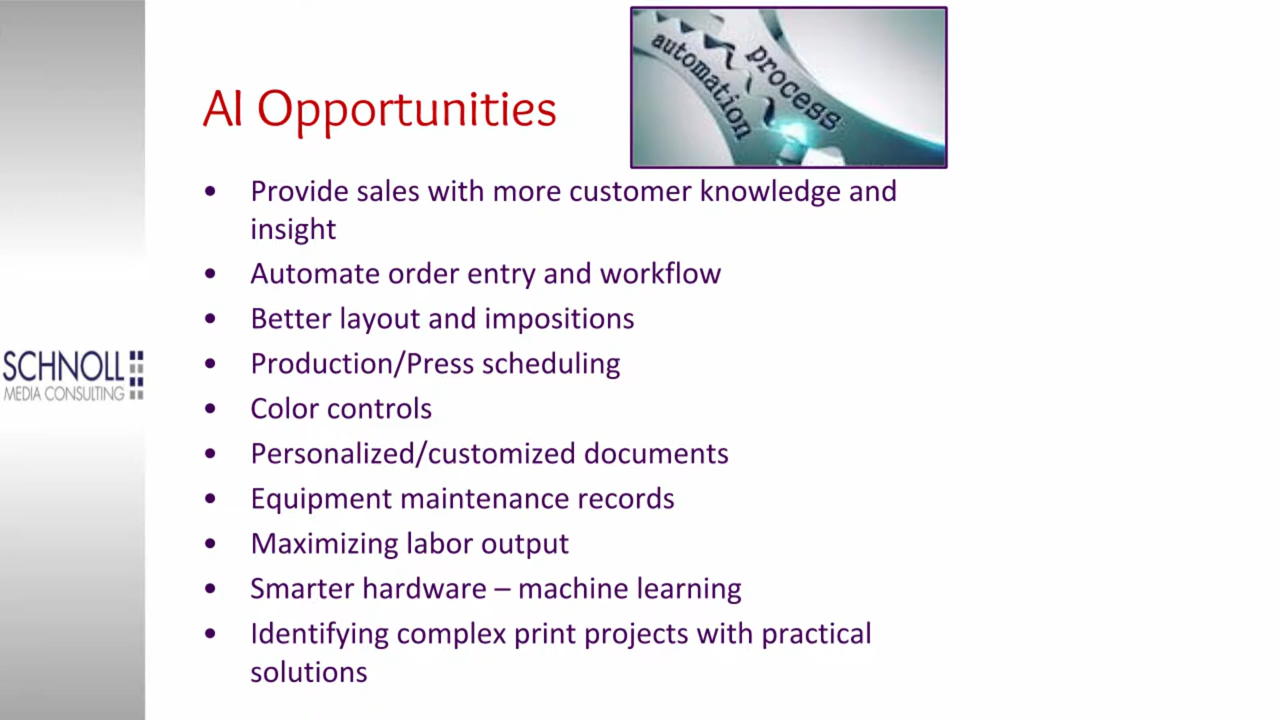 automation
process
AI Opportunities
• Provide sales with more customer knowledge and
insight
• Automate order entry and workflow
• Better layout and impositions
• Production/Press scheduling
• Color controls
• Personalized/customized documents
• Equipment maintenance records
• Maximizing labor output
• Smarter hardware – machine learning
• Identifying complex print projects with practical
solutions
SCHNOLL
MEDIA CONSULTING